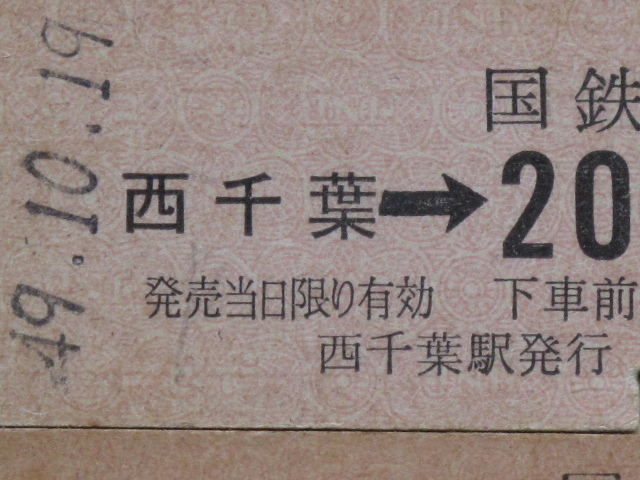 49.10.19
国鉄
西千葉→20
発売当日限り有効 下車前
西千葉駅発行